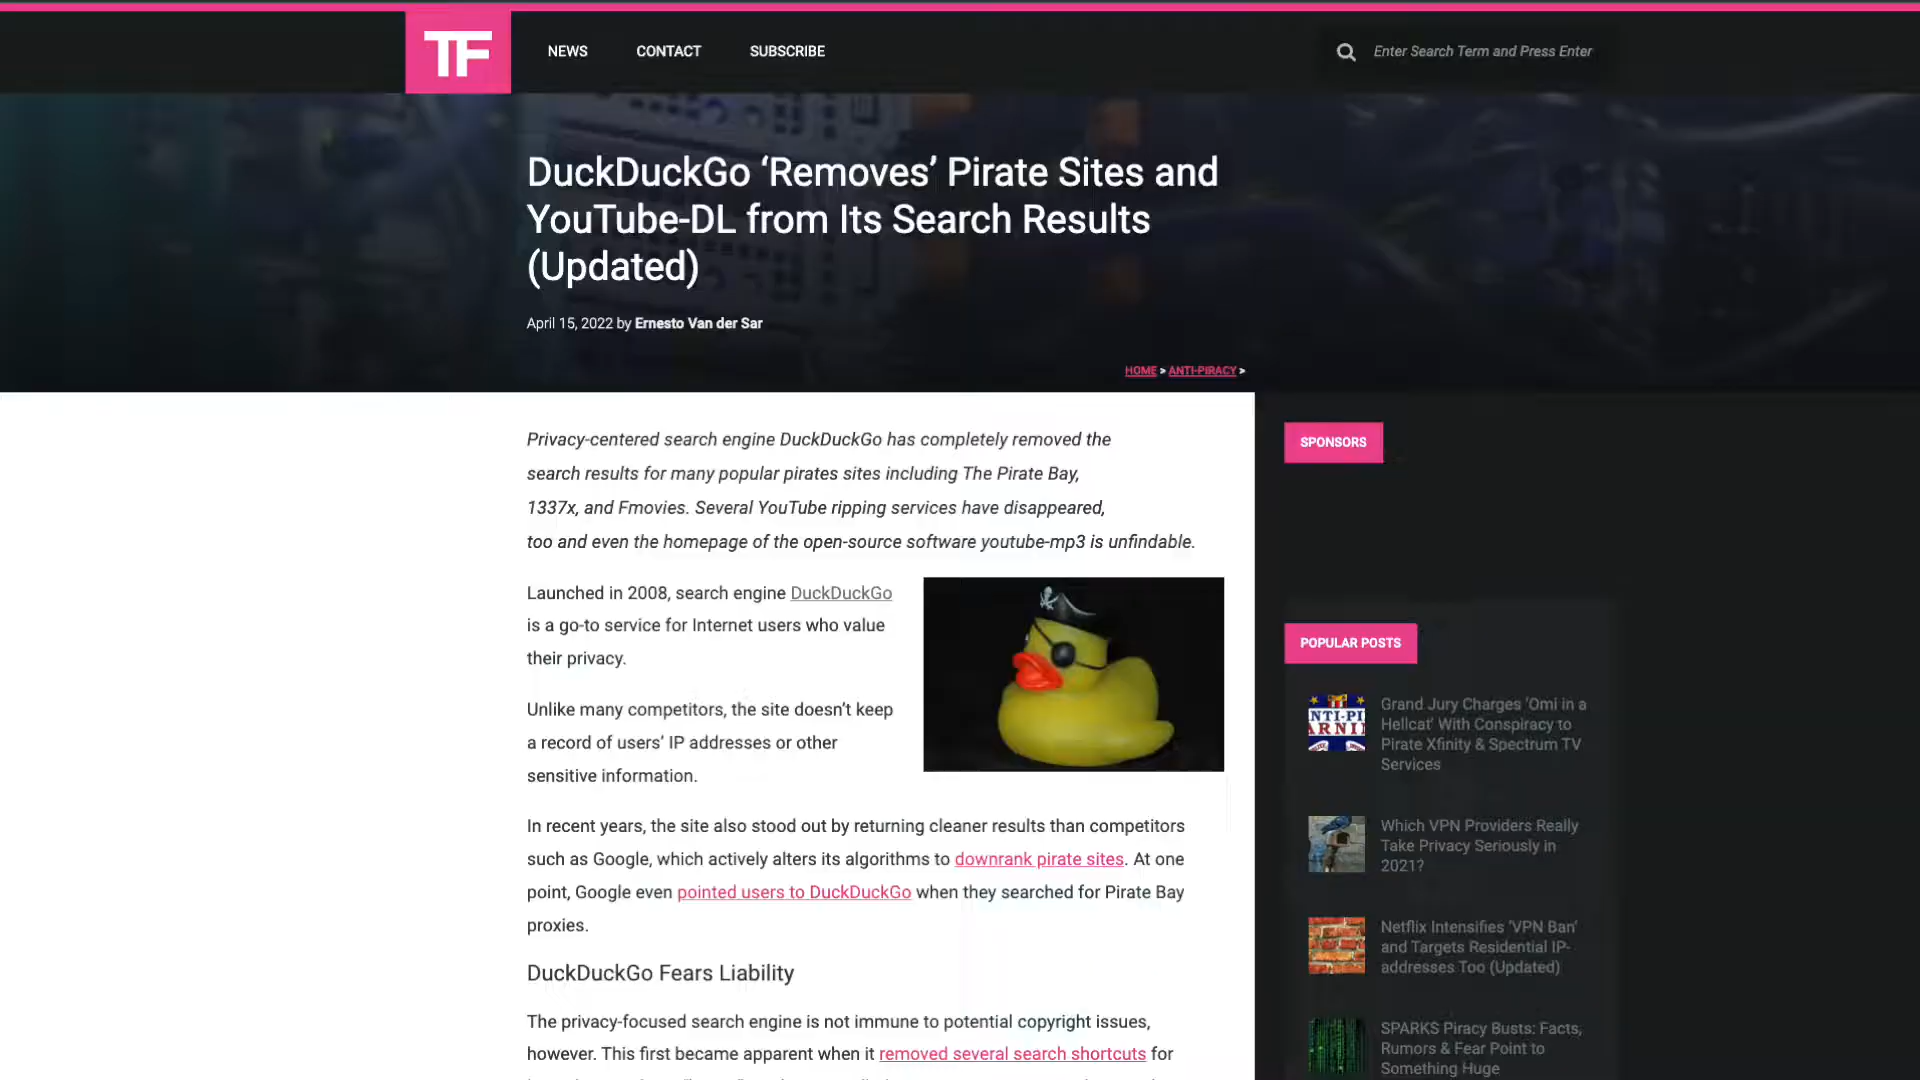 TF
NEWS
CONTACT
SUBSCRIBE
Enter Search Term and Press Enter
DuckDuckGo ‘Removes’ Pirate Sites and
YouTube-DL from Its Search Results
(Updated)
April 15, 2022 by Ernesto Van der Sar
HOME > ANTI-PIRACY >
Privacy-centered search engine DuckDuckGo has completely removed the
search results for many popular pirates sites including The Pirate Bay,
1337x, and Fmovies. Several YouTube ripping services have disappeared,
too and even the homepage of the open-source software youtube-mp3 is unfindable.
Launched in 2008, search engine DuckDuckGo
is a go-to service for Internet users who value
their privacy.
Unlike many competitors, the site doesn’t keep
a record of users’ IP addresses or other
sensitive information.
In recent years, the site also stood out by returning cleaner results than competitors
such as Google, which actively alters its algorithms to downrank pirate sites. At one
point, Google even pointed users to DuckDuckGo when they searched for Pirate Bay
proxies.
DuckDuckGo Fears Liability
The privacy-focused search engine is not immune to potential copyright issues,
however. This first became apparent when it removed several search shortcuts for
SPONSORS
POPULAR POSTS
NTI-PI
ARNI
Grand Jury Charges ‘Omi in a
Hellcat’ With Conspiracy to
Pirate Xfinity & Spectrum TV
Services
Which VPN Providers Really
Take Privacy Seriously in
2021?
Netflix Intensifies ‘VPN Ban’
and Targets Residential IP-
addresses Too (Updated)
SPARKS Piracy Busts: Facts,
Rumors & Fear Point to
Something Huge